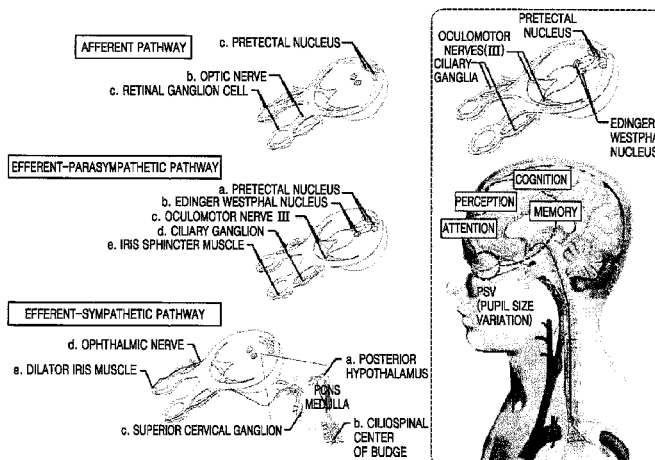 AFFERENT PATHWAY
c. PRETECTAL NUCLEUS
b. OPTIC NERVE
c. RETINAL GANGLION CELL
EFFERENT-PARASYMPATHETIC PATHWAY
a. PRETECTAL NUCLEUS
b. EDINGER WESTPHAL NUCLEUS
c. OCULOMOTOR NERVE III
d. CILIARY GANGLION
e. IRIS SPHINCTER MUSCLE
EFFERENT-SYMPATHETIC PATHWAY
d. OPHTHALMIC NERVE
e. DILATOR IRIS MUSCLE
a. POSTERIOR
HYPOTHALAMUS
PONS
MEDULLA
c. SUPERIOR CERVICAL GANGLION
b. CILIOSPINAL
CENTER
OF BUDGE
PRETECTAL
NUCLEUS
OCULOMOTOR
NERVES(III)
CILIARY
GANGLIA
EDINGER
WESTPHA
NUCLEUS
COGNITION
PERCEPTION
MEMORY
ATTENTION
PSV
(PUPIL SIZE
VARIATION)